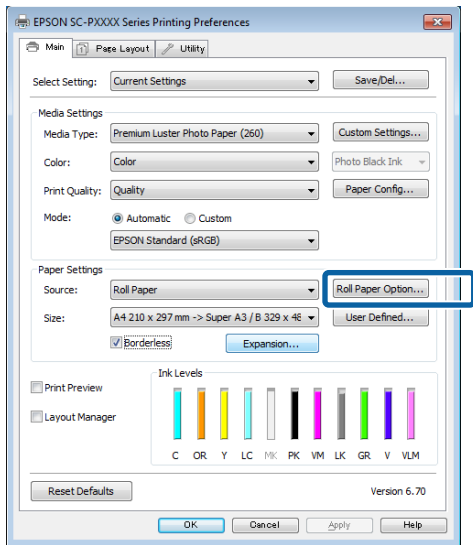 EPSON SC-PXXXX Series Printing Preferences
Main Page Layout Utility
Select Setting: Current Settings Save/Del...
Media Settings
Media Type: Premium Luster Photo Paper (260) Custom Settings...
Color: Color Photo Black Ink
Print Quality: Quality Paper Config...
Mode: Automatic Custom
EPSON Standard (sRGB)
Paper Settings
Source: Roll Paper Roll Paper Option...
Size: A4 210 x 297 mm -> Super A3 / B 329 x 48 User Defined...
Borderless Expansion...
Ink Levels
Print Preview
Layout Manager
C OR Y LC MK PK VM LK GR V VLM
Reset Defaults Version 6.70
OK Cancel Apply Help